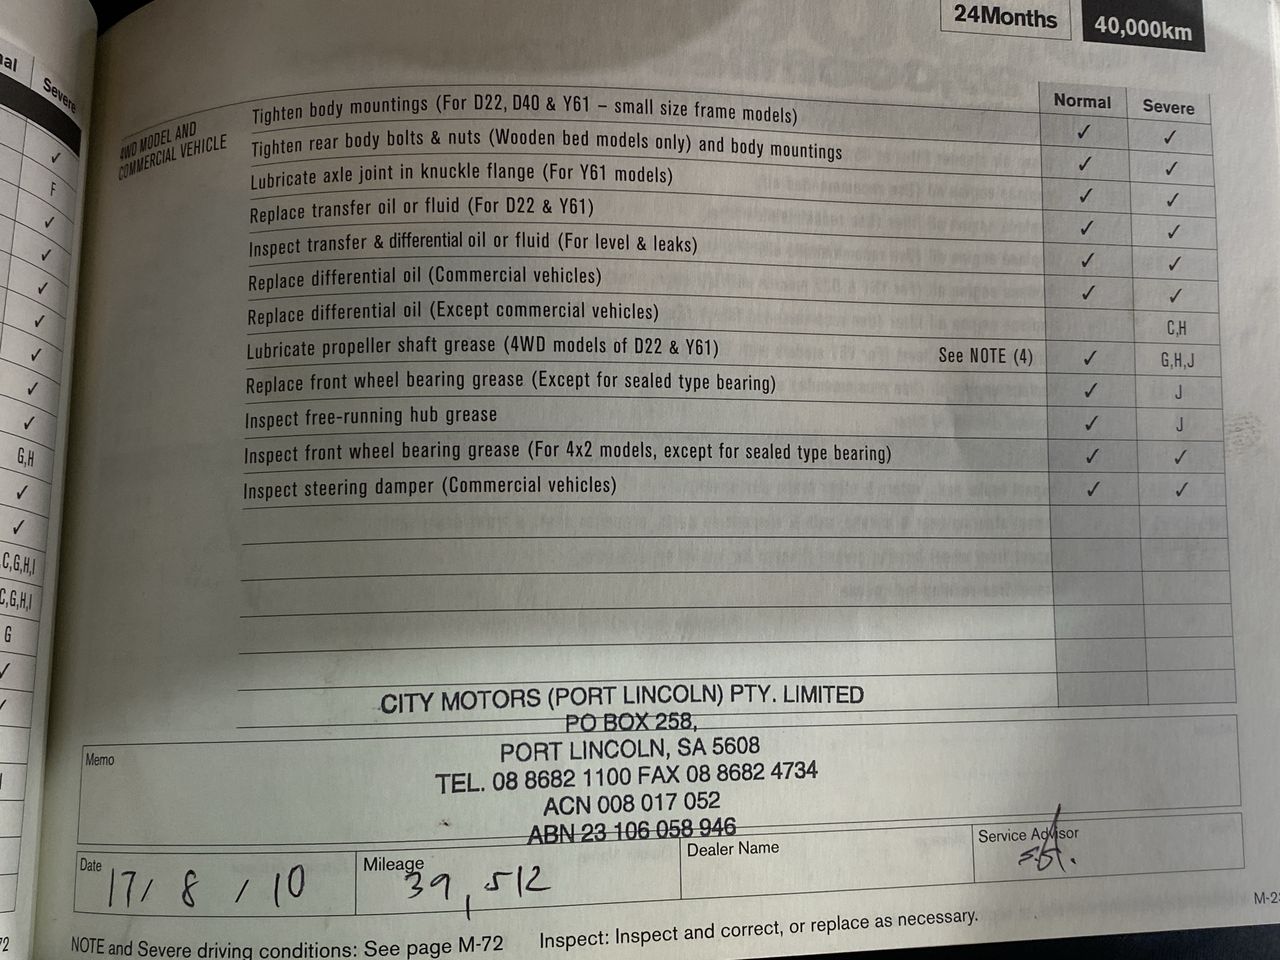 24Months 40,000km
al Severe
4WD MODEL AND
COMMERCIAL VEHICLE
Normal Severe
Tighten body mountings (For D22, D40 & Y61 – small size frame models) ✓ ✓
Tighten rear body bolts & nuts (Wooden bed models only) and body mountings ✓ ✓
Lubricate axle joint in knuckle flange (For Y61 models) ✓ ✓
Replace transfer oil or fluid (For D22 & Y61) ✓ ✓
Inspect transfer & differential oil or fluid (For level & leaks) ✓ ✓
Replace differential oil (Commercial vehicles) ✓ ✓
Replace differential oil (Except commercial vehicles) C,H
Lubricate propeller shaft grease (4WD models of D22 & Y61) See NOTE (4) ✓ G,H,J
Replace front wheel bearing grease (Except for sealed type bearing) ✓ J
Inspect free-running hub grease ✓ J
Inspect front wheel bearing grease (For 4x2 models, except for sealed type bearing) ✓ ✓
Inspect steering damper (Commercial vehicles) ✓ ✓
✓
F
✓
✓
✓
✓
✓
✓
✓
G,H
✓
✓
C,G,H,I
C,G,H,I
G
✓
CITY MOTORS (PORT LINCOLN) PTY. LIMITED
PO BOX 258,
Memo
PORT LINCOLN, SA 5608
TEL. 08 8682 1100 FAX 08 8682 4734
ACN 008 017 052
ABN 23 106 058 946
Date 17/ 8 / 10
Mileage 39,512
Dealer Name
Service Advisor
NOTE and Severe driving conditions: See page M-72 Inspect: Inspect and correct, or replace as necessary.
72